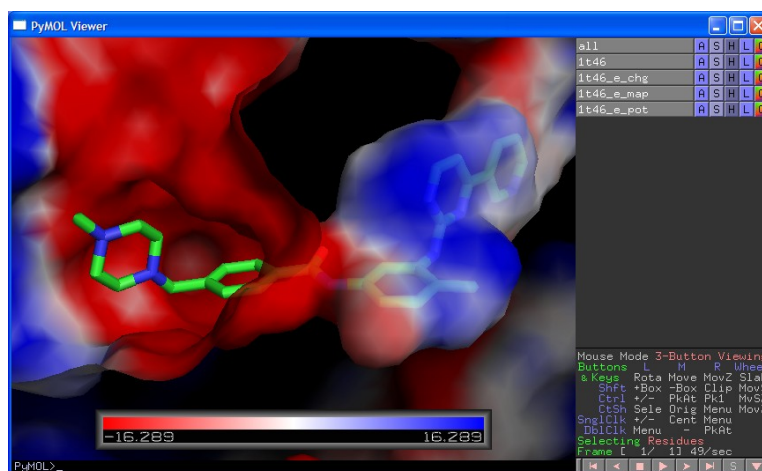 PyMOL Viewer
all A S H L C
1t46 A S H L C
1t46_e_chg A S H L C
1t46_e_map A S H L C
1t46_e_pot A S H L C
-16.289 16.289
Mouse Mode 3-Button Viewing
Buttons L M R Wheel
& Keys Rota Move MovZ Slab
Shft +Box -Box Clip MovS
Ctrl +/- PkAt Pk1 MvSZ
CtSh Sele Orig Menu MovZ
SnglClk +/- Cent Menu
DblClk Menu - PkAt
Selecting Residues
Frame [ 1/ 1] 49/sec
S
PyMOL>_